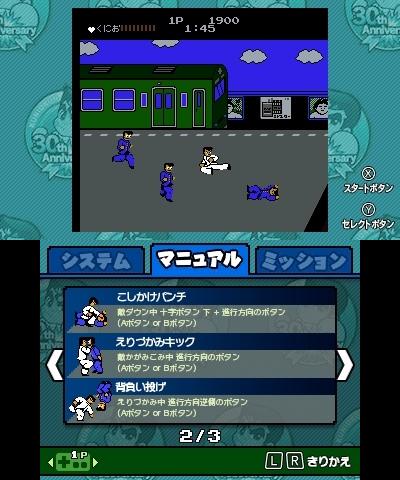 1P 1900
くにお
1:45
30th Anniversary
Ⓧ
スタートボタン
Ⓨ
セレクトボタン
システム
マニュアル
ミッション
こしかけパンチ
敵ダウン中 十字ボタン 下 + 進行方向のボタン
(Aボタン or Bボタン)
えりづかみキック
敵かがみこみ中 進行方向のボタン
(Aボタン or Bボタン)
背負い投げ
えりづかみ中 進行方向逆側のボタン
(Aボタン or Bボタン)
2/3
1P
L R きりかえ